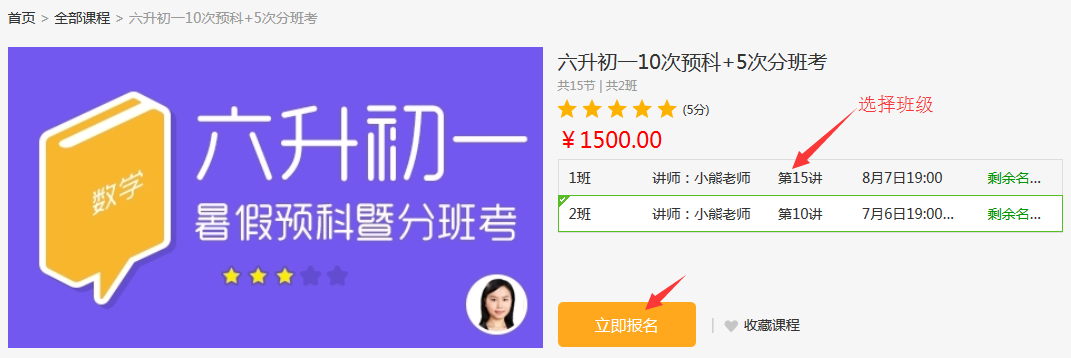 首页 > 全部课程 > 六升初一10次预科+5次分班考
数学
六升初一
暑假预科暨分班考
六升初一10次预科+5次分班考
共15节 | 共2班
(5分)
选择班级
￥1500.00
1班 讲师：小熊老师 第15讲 8月7日19:00 剩余名...
2班 讲师：小熊老师 第10讲 7月6日19:00... 剩余名...
立即报名 | 收藏课程